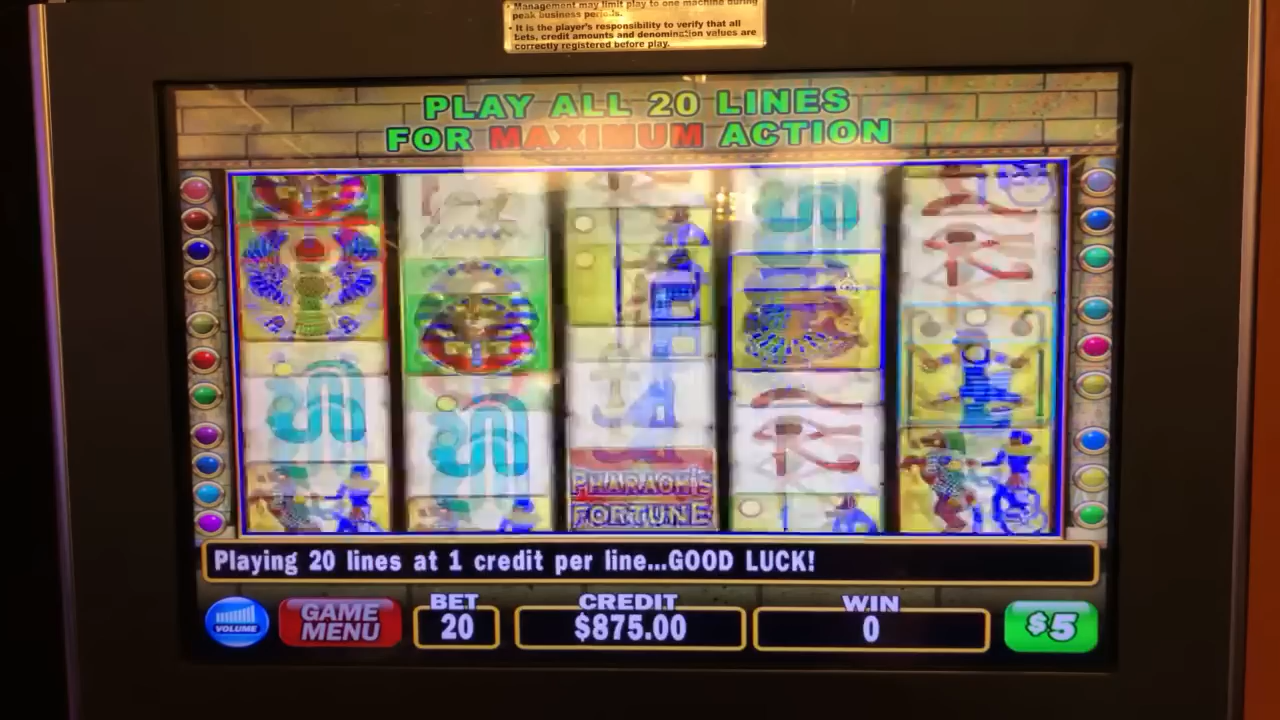 • Management may limit play to one machine during
peak business periods.
• It is the player's responsibility to verify that all
bets, credit amounts and denomination values are
correctly registered before play.
PLAY ALL 20 LINES
FOR MAXIMUM ACTION
PHARAOH'S
FORTUNE
Playing 20 lines at 1 credit per line...GOOD LUCK!
VOLUME
GAME
MENU
BET
20
CREDIT
$875.00
WIN
0
$5